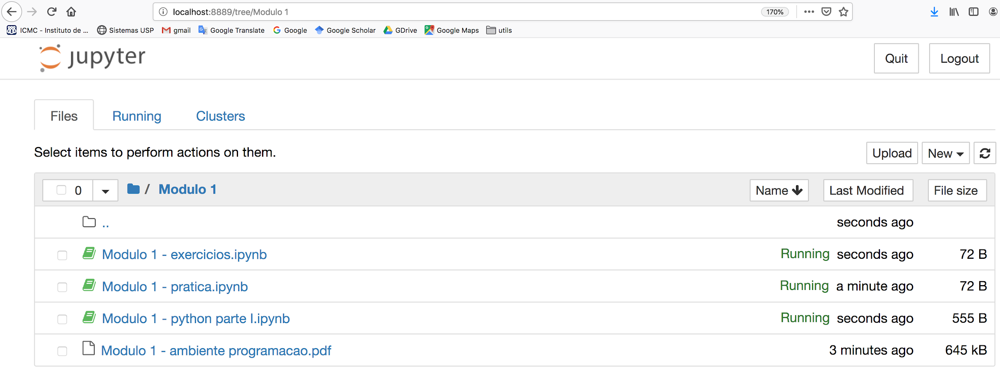 localhost:8889/tree/Modulo 1 170%
ICMC - Instituto de ... Sistemas USP gmail Google Translate Google Google Scholar GDrive Google Maps utils
jupyter Quit Logout
Files Running Clusters
Select items to perform actions on them. Upload New
0 / Modulo 1 Name Last Modified File size
.. seconds ago
Modulo 1 - exercicios.ipynb Running seconds ago 72 B
Modulo 1 - pratica.ipynb Running a minute ago 72 B
Modulo 1 - python parte I.ipynb Running seconds ago 555 B
Modulo 1 - ambiente programacao.pdf 3 minutes ago 645 kB